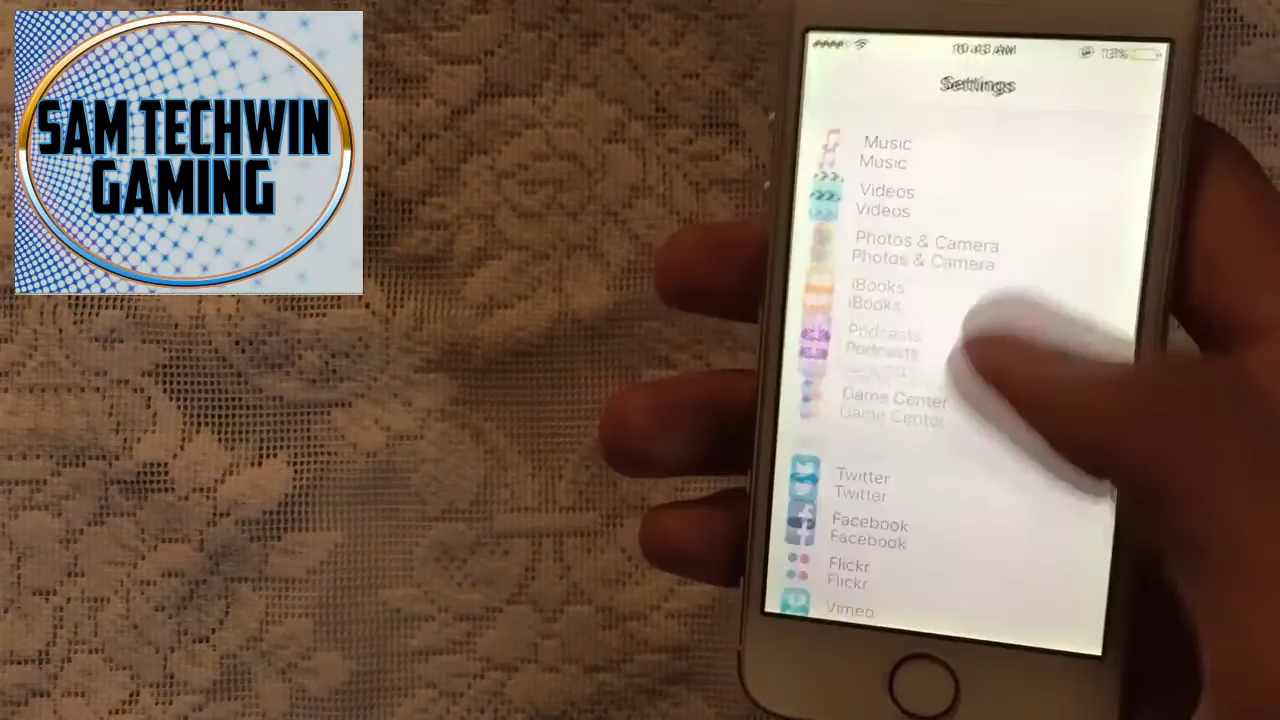 SAM TECHWIN
GAMING
Settings
Music
Music
Videos
Videos
Photos & Camera
Photos & Camera
iBooks
iBooks
Podcasts
Podcasts
Game Center
Game Center
Twitter
Twitter
Facebook
Facebook
Flickr
Flickr
Vimeo